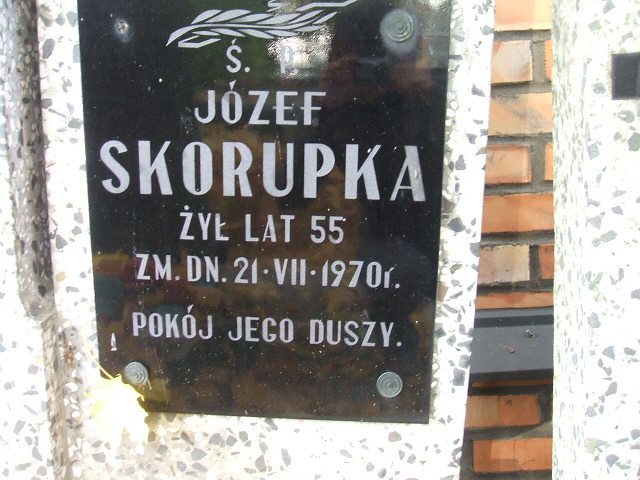 Ś. P.
JÓZEF
SKORUPKA
ŻYŁ LAT 55
ZM. DN. 21·VII·1970r.
POKÓJ JEGO DUSZY.